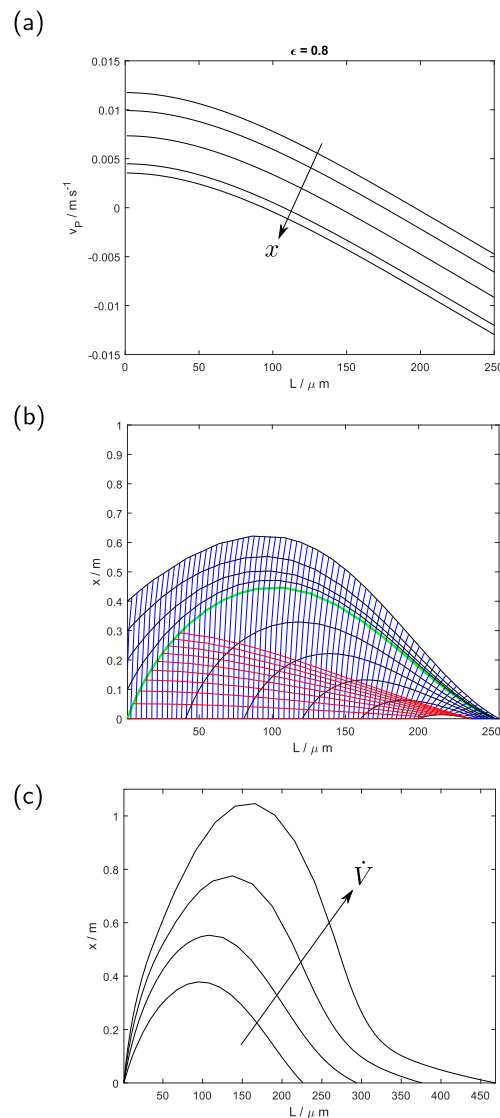 (a)
ϵ = 0.8
0.015
0.01
0.005
0
-0.005
-0.01
-0.015
v_P / m s^-1
x
0 50 100 150 200 250
L / μ m
(b)
1
0.9
0.8
0.7
0.6
0.5
0.4
0.3
0.2
0.1
0
x / m
50 100 150 200 250
L / μ m
(c)
1
0.8
0.6
0.4
0.2
0
x / m
V̇
50 100 150 200 250 300 350 400 450
L / μ m